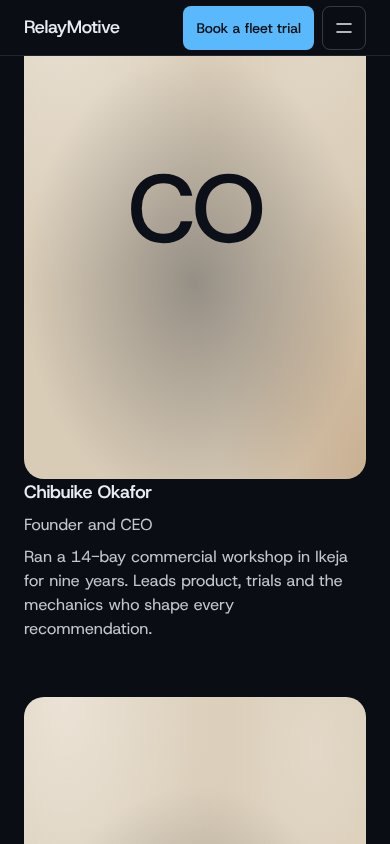 RelayMotive
Book a fleet trial
CO
Chibuike Okafor
Founder and CEO
Ran a 14-bay commercial workshop in Ikeja
for nine years. Leads product, trials and the
mechanics who shape every
recommendation.